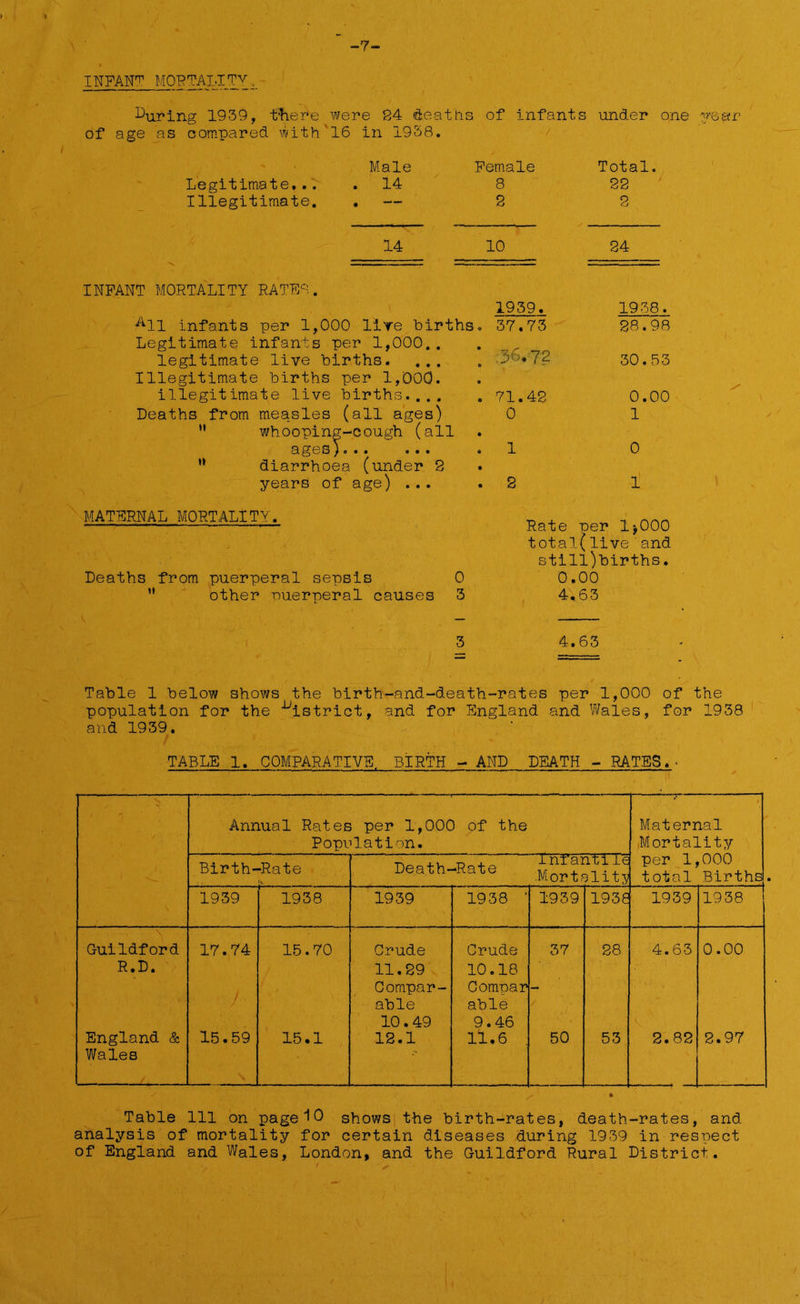 -7-
INFANT MORTALITY.
During 1939, there were 24 deaths of infants under one year
of age as compared with 16 in 1938.
Male Female Total.
Legitimate... . 14 8 22
Illegitimate. . — 2 2
14 10 24
INFANT MORTALITY RATES.
1939. 1938.
All infants per 1,000 live births. 37.73 28.98
Legitimate infants per 1,000.. .
legitimate live births. ... . 36.72 30.53
Illegitimate births per 1,000. .
illegitimate live births.... . 71.42 0.00
Deaths from measles (all ages) 0 1
" whooping-cough (all .
ages)... ... . 1 0
" diarrhoea (under 2 .
years of age) ... . 2 1
MATERNAL MORTALITY.
Rate per 1,000
total(live and
still)births.
Deaths from puerperal sepsis 0 0.00
" other puerperal causes 3 4.63
3 4.63
Table 1 below shows the birth-and-death-rates per 1,000 of the
population for the District, and for England and Wales, for 1938
and 1939.
TABLE 1. COMPARATIVE. BIRTH - AND DEATH - RATES..
Annual Rates per 1,000 of the Maternal
Population. Mortality
Birth-Rate Death-Rate Infantile per 1,000
Mortality total Births.
1939 1938 1939 1938 1939 1938 1939 1938
Guildford 17.74 15.70 Crude Crude 37 28 4.63 0.00
R.D. 11.29 10.18
Compar- Compar-
able able
10.49 9.46
England & 15.59 15.1 12.1 11.6 50 53 2.82 2.97
Wales
Table 111 on page 10 shows the birth-rates, death-rates, and
analysis of mortality for certain diseases during 1939 in respect
of England and Wales, London, and the Guildford Rural District.